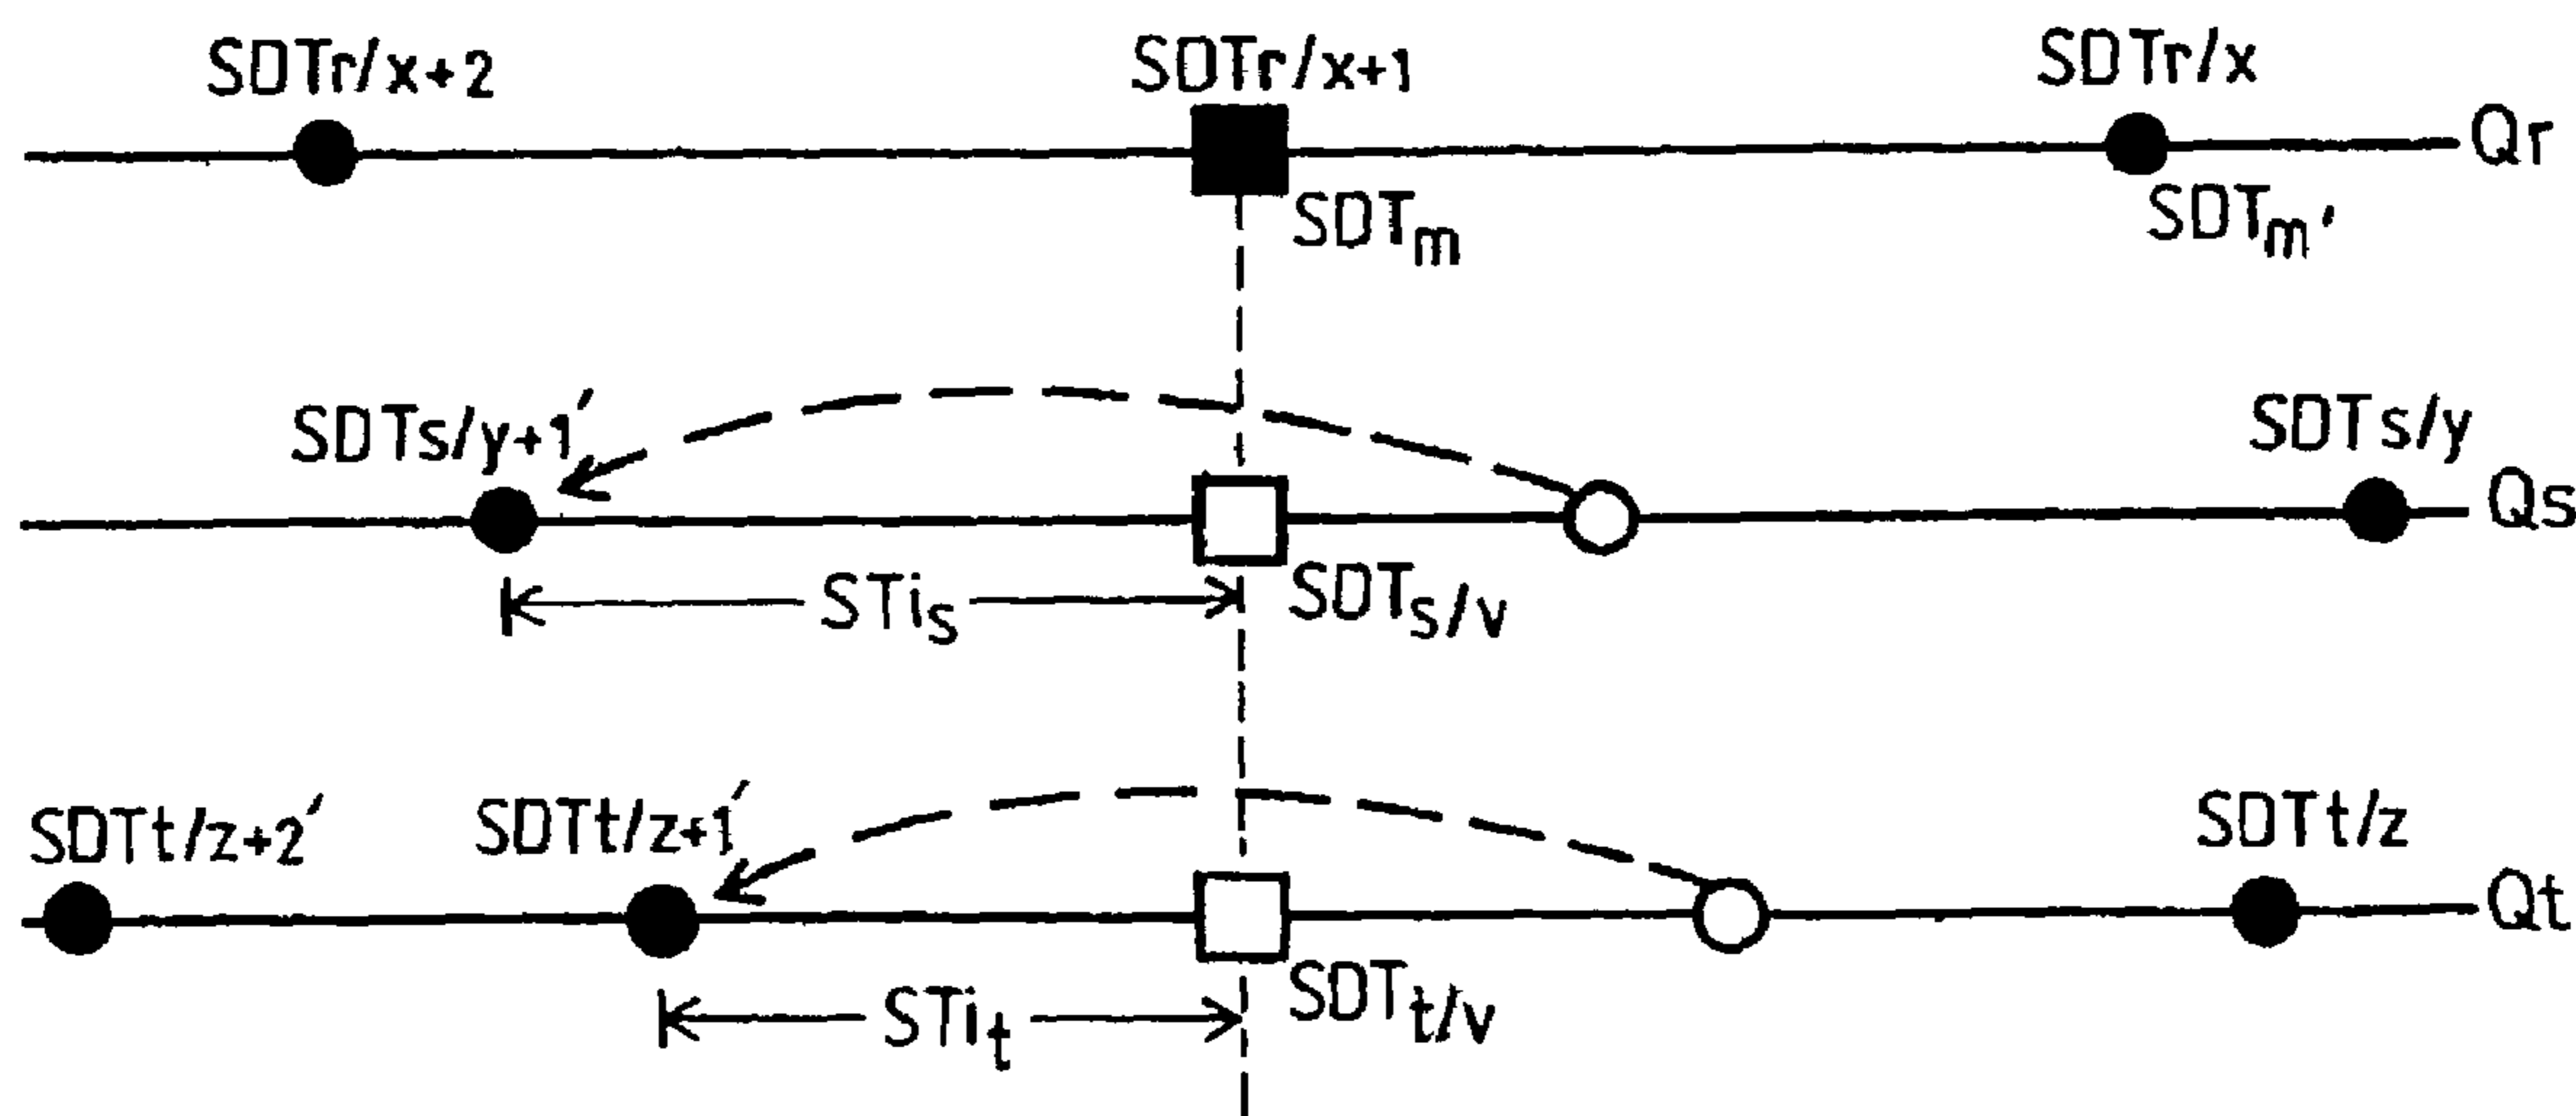 SDTr/x+2 SDTr/x+1 SDTr/x
Qr
SDTm SDTm'
SDTs/y+1' SDTs/y
Qs
STis SDTs/v
SDTt/z+2' SDTt/z+1' SDTt/z
Qt
STit SDTt/v